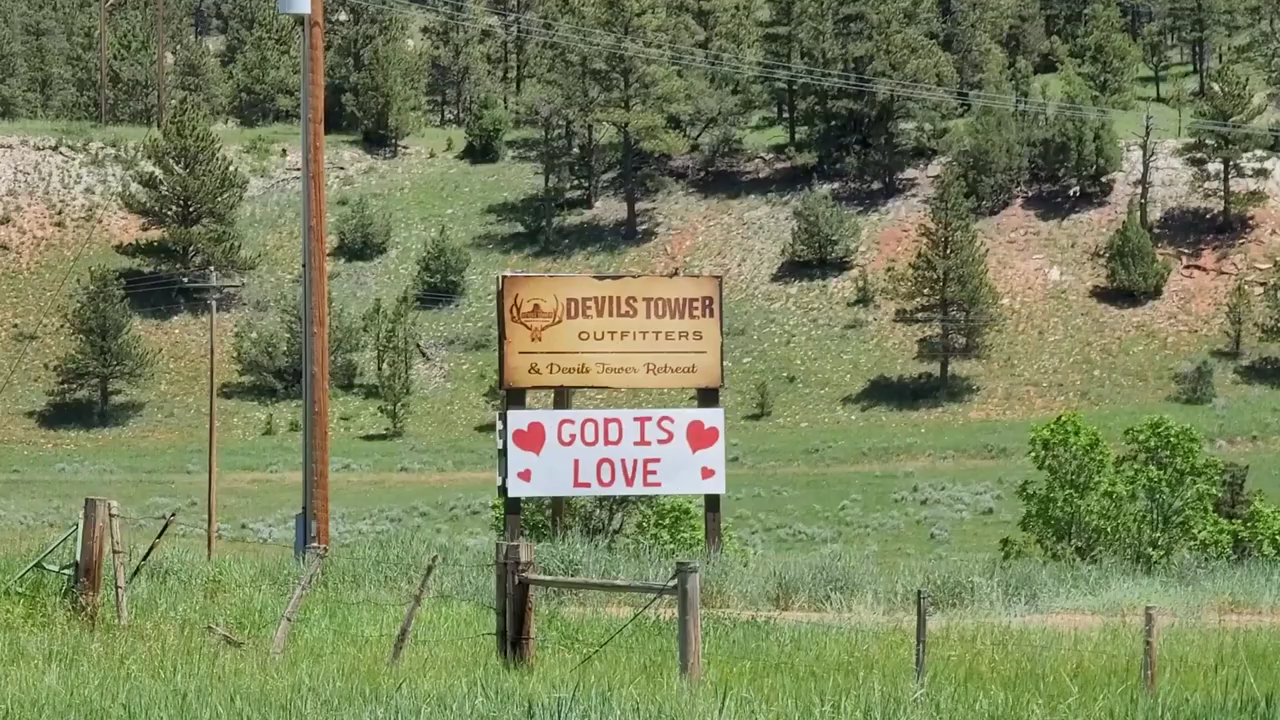 DEVILS TOWER
OUTFITTERS
& Devils Tower Retreat
GOD IS
LOVE